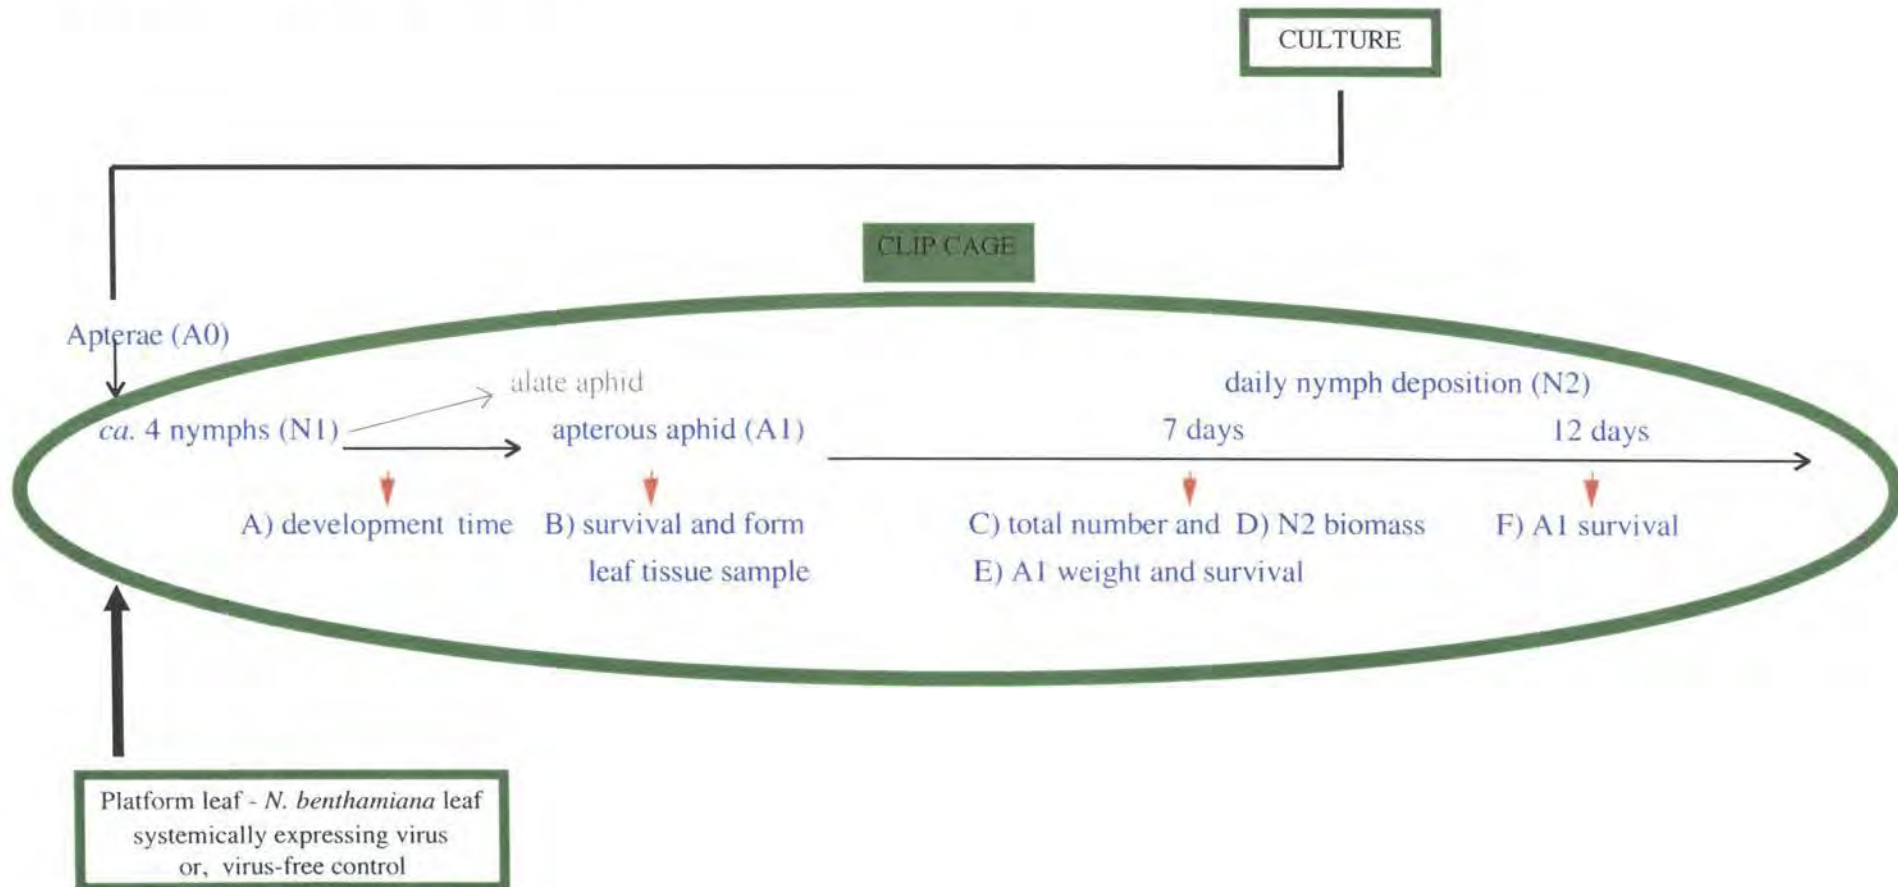 CULTURE
CLIP CAGE
Apterae (A0)
alate aphid
daily nymph deposition (N2)
ca. 4 nymphs (N1)
apterous aphid (A1)
7 days
12 days
A) development time
B) survival and form
leaf tissue sample
C) total number and D) N2 biomass
E) A1 weight and survival
F) A1 survival
Platform leaf - N. benthamiana leaf
systemically expressing virus
or, virus-free control